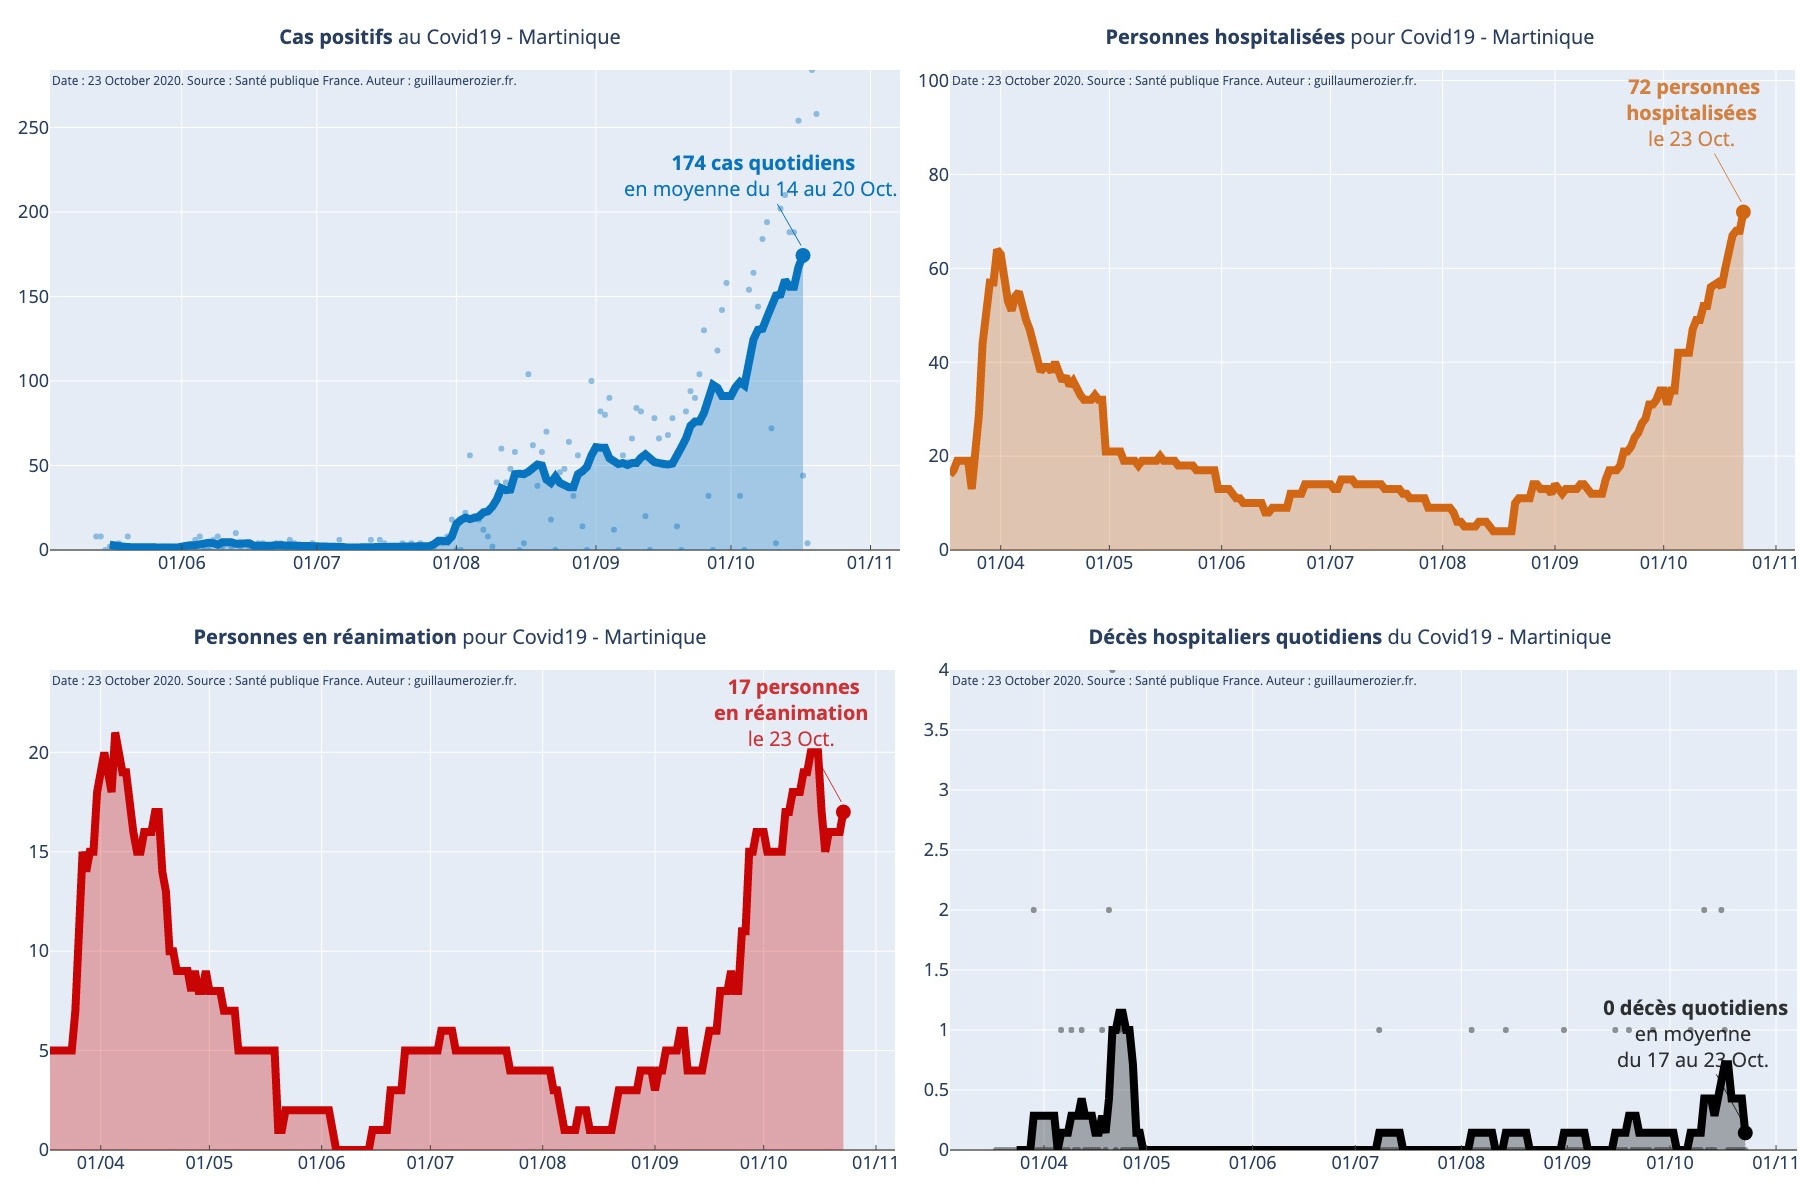 Cas positifs au Covid19 - Martinique
Date : 23 October 2020. Source : Santé publique France. Auteur : guillaumerozier.fr.
250
200
150
100
50
0
174 cas quotidiens
en moyenne du 14 au 20 Oct.
01/06 01/07 01/08 01/09 01/10 01/11
Personnes hospitalisées pour Covid19 - Martinique
Date : 23 October 2020. Source : Santé publique France. Auteur : guillaumerozier.fr.
100
80
60
40
20
0
72 personnes
hospitalisées
le 23 Oct.
01/04 01/05 01/06 01/07 01/08 01/09 01/10 01/11
Personnes en réanimation pour Covid19 - Martinique
Date : 23 October 2020. Source : Santé publique France. Auteur : guillaumerozier.fr.
20
15
10
5
0
17 personnes
en réanimation
le 23 Oct.
01/04 01/05 01/06 01/07 01/08 01/09 01/10 01/11
Décès hospitaliers quotidiens du Covid19 - Martinique
Date : 23 October 2020. Source : Santé publique France. Auteur : guillaumerozier.fr.
4
3.5
3
2.5
2
1.5
1
0.5
0
0 décès quotidiens
en moyenne
du 17 au 23 Oct.
01/04 01/05 01/06 01/07 01/08 01/09 01/10 01/11